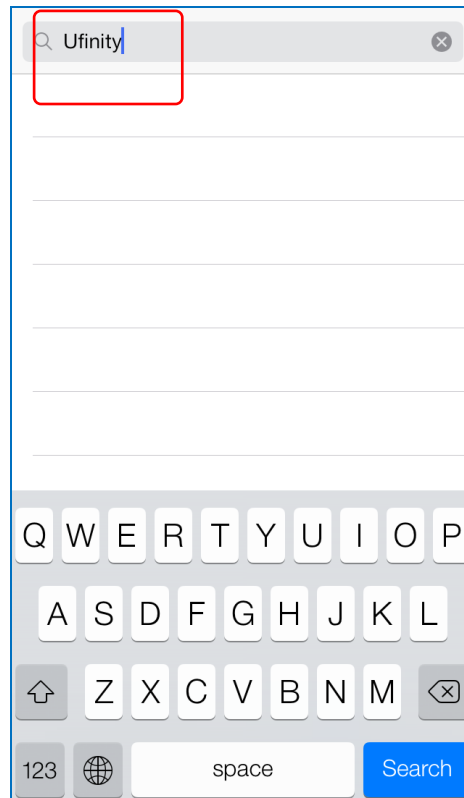 Ufinity
Q W E R T Y U I O P
A S D F G H J K L
Z X C V B N M
123 space Search